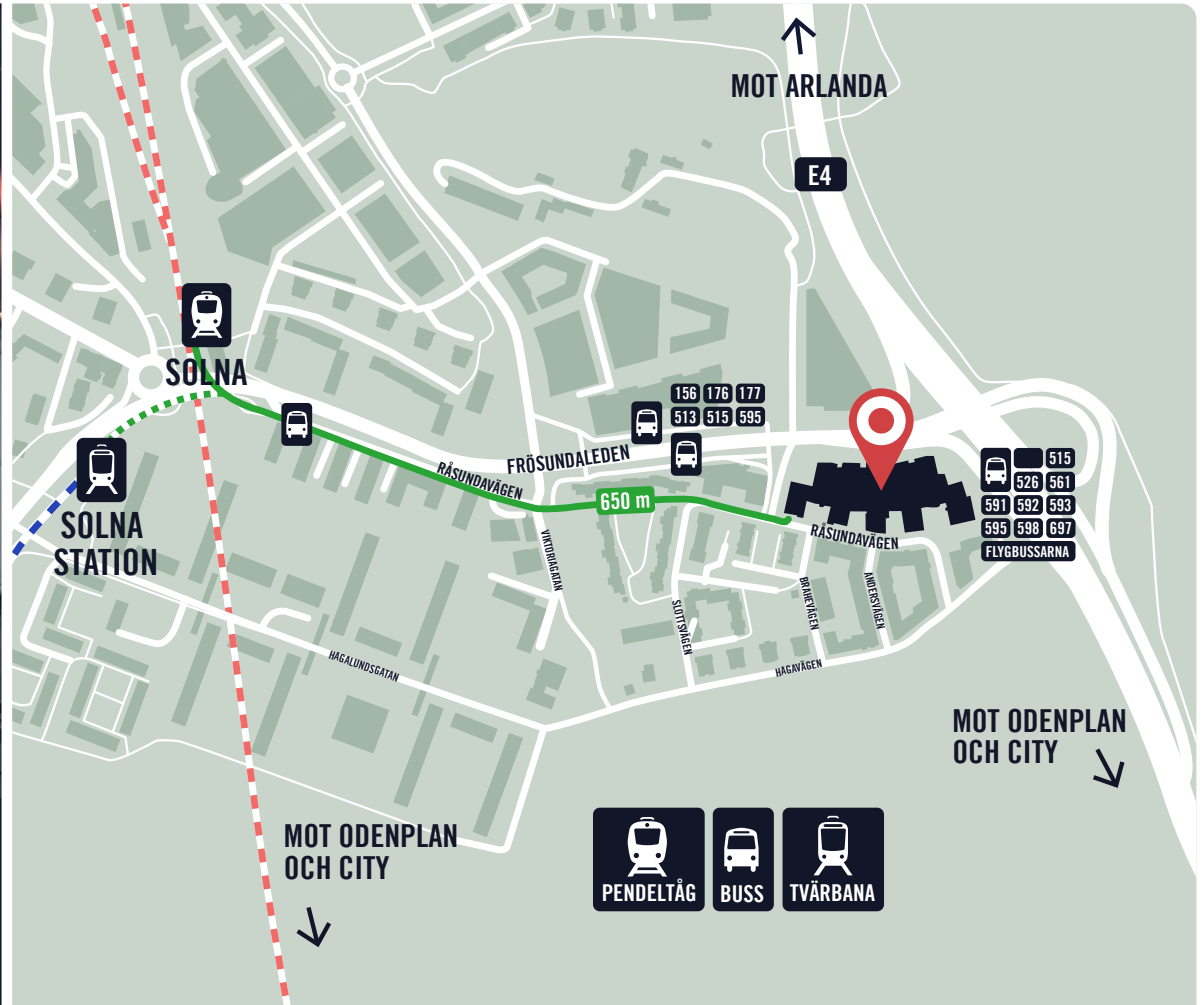 MOT ARLANDA
E4
SOLNA
156 176 177
513 515 595
FRÖSUNDALEDEN
RÅSUNDAVÄGEN
650 m
SOLNA
STATION
515
526 561
591 592 593
595 598 697
FLYGBUSSARNA
RÅSUNDAVÄGEN
VIKTORIAGATAN
SLOTTSVÄGEN
BRAHEVÄGEN
ANDERSVÄGEN
HAGALUNDSGATAN
HAGAVÄGEN
MOT ODENPLAN
OCH CITY
MOT ODENPLAN
OCH CITY
PENDELTÅG
BUSS
TVÄRBANA